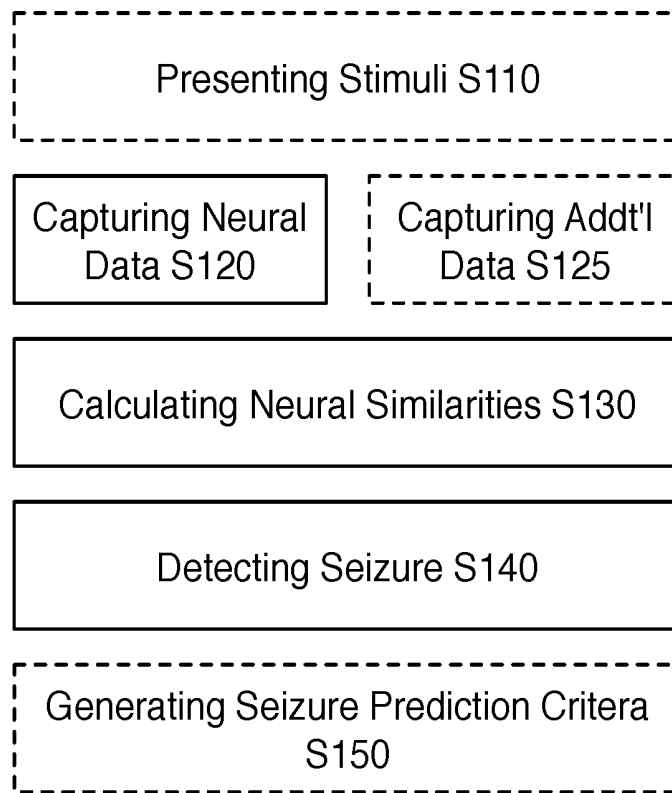 Presenting Stimuli S110
Capturing Neural
Data S120
Capturing Addt'l
Data S125
Calculating Neural Similarities S130
Detecting Seizure S140
Generating Seizure Prediction Critera
S150